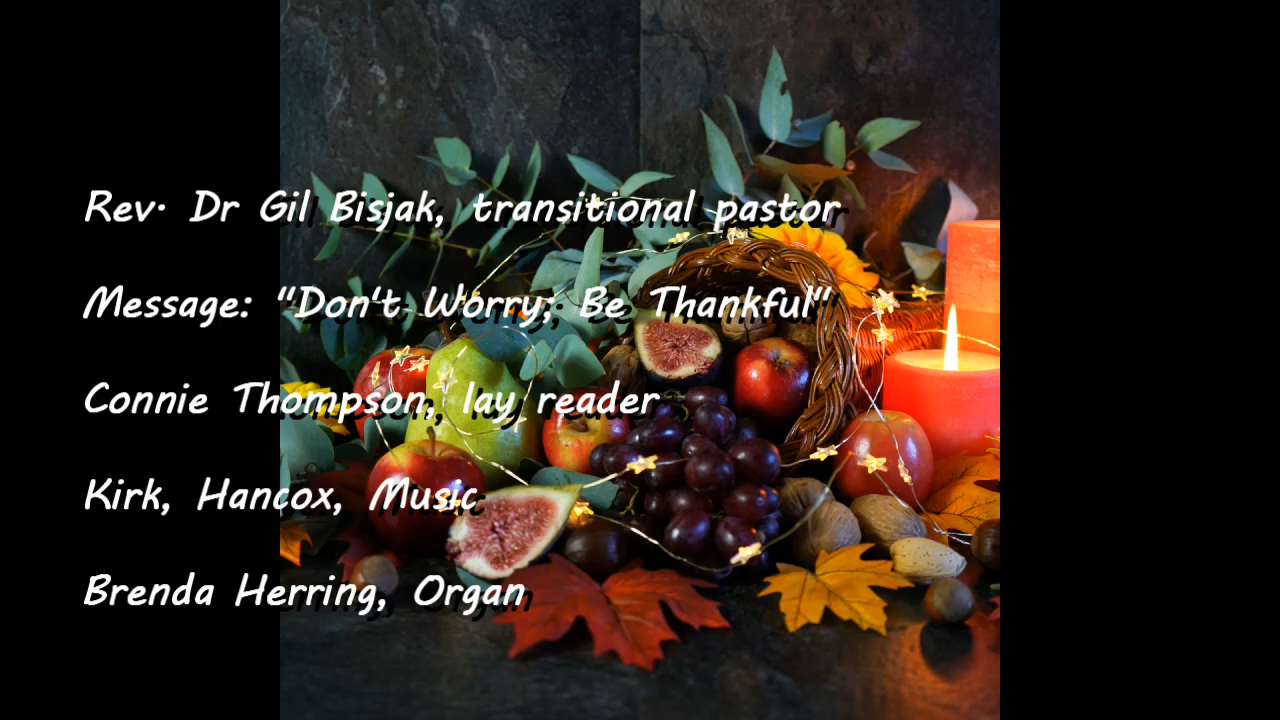 Rev. Dr Gil Bisjak, transitional pastor
Message: "Don't Worry; Be Thankful"
Connie Thompson, lay reader
Kirk, Hancox, Music
Brenda Herring, Organ